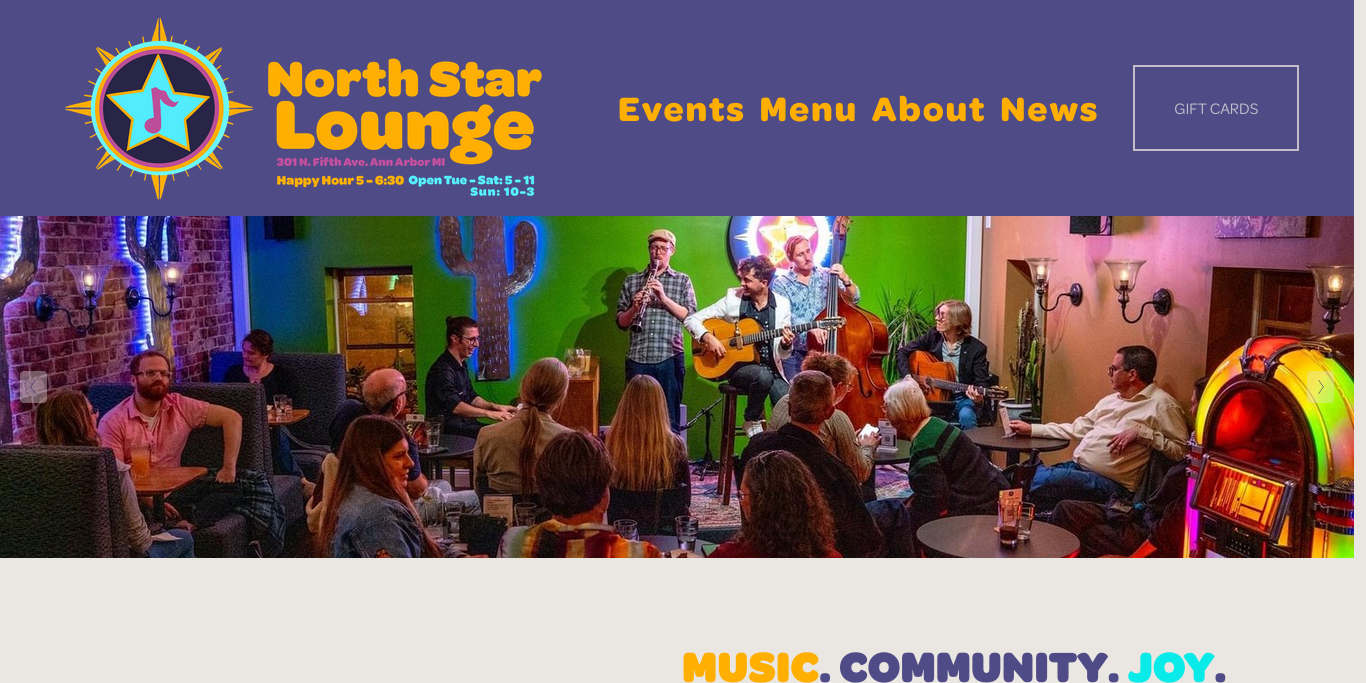 North Star
Lounge
301 N. Fifth Ave. Ann Arbor MI
Happy Hour 5 - 6:30 Open Tue - Sat: 5 - 11
Sun: 10-3
Events Menu About News
GIFT CARDS
MUSIC. COMMUNITY. JOY.